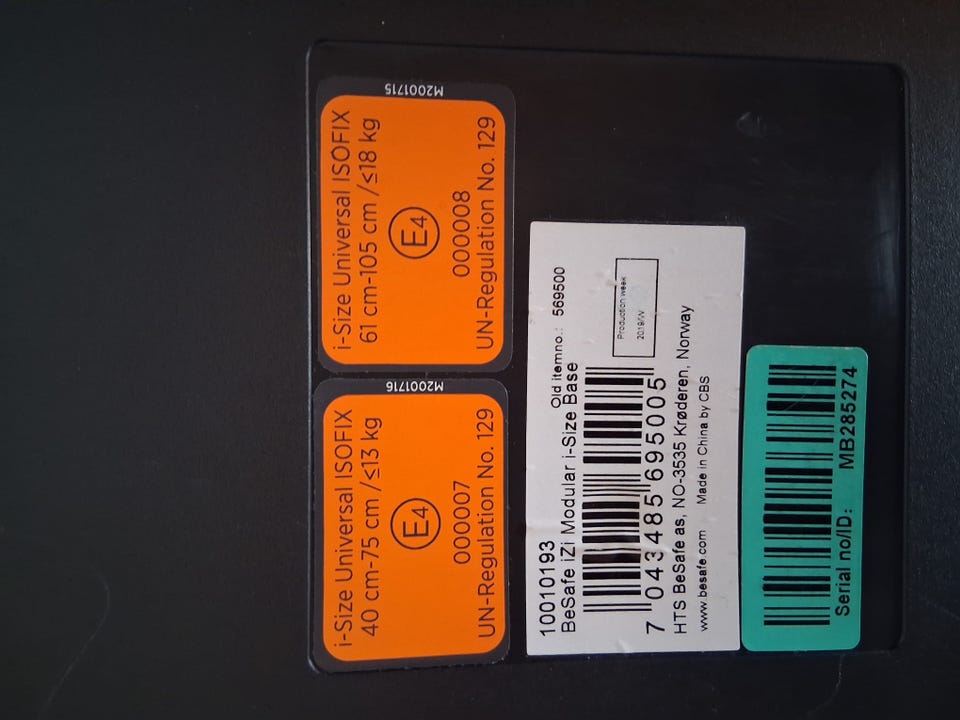 M2001716
i-Size Universal ISOFIX
40 cm-75 cm /≤13 kg
E4
000007
UN-Regulation No. 129
M2001715
i-Size Universal ISOFIX
61 cm-105 cm /≤18 kg
E4
000008
UN-Regulation No. 129
10010193
Old itemno.: 569500
BeSafe iZi Modular i-Size Base
Production week
2019/W
7 043485 695005
HTS BeSafe as, NO-3535 Krøderen, Norway
www.besafe.com Made in China by CBS
Serial no/ID: MB285274